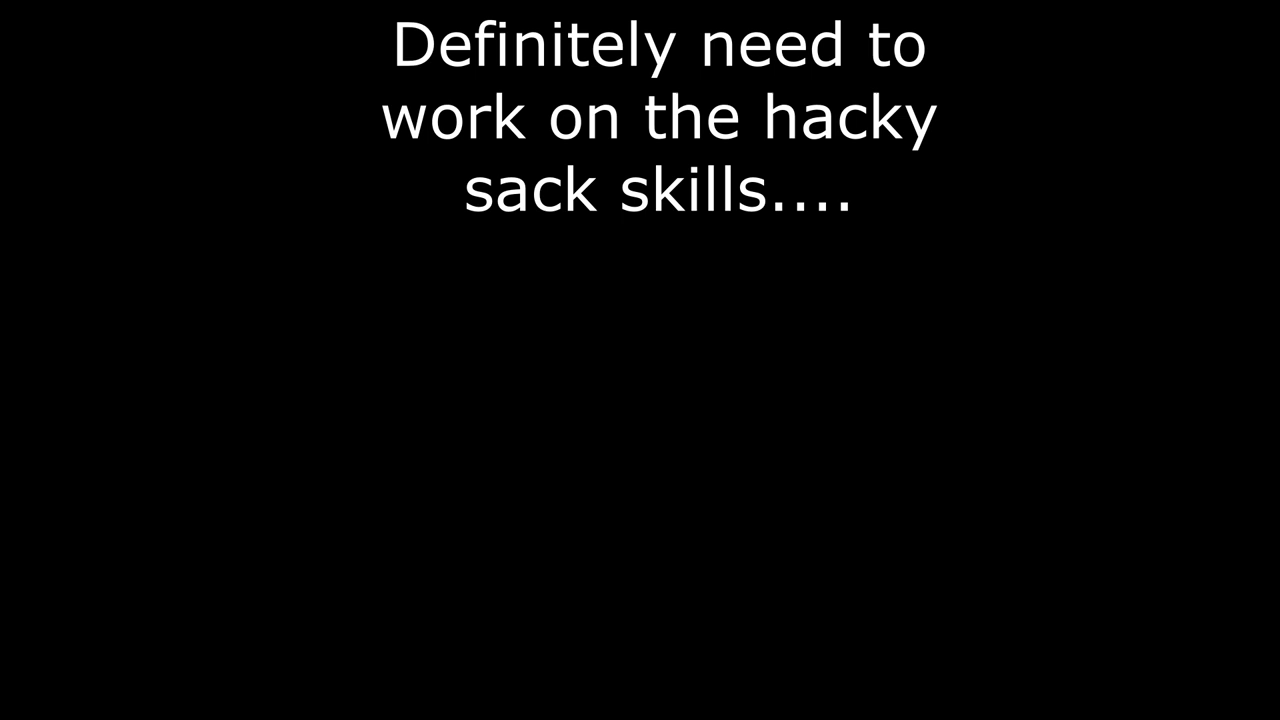 Definitely need to
work on the hacky
sack skills....